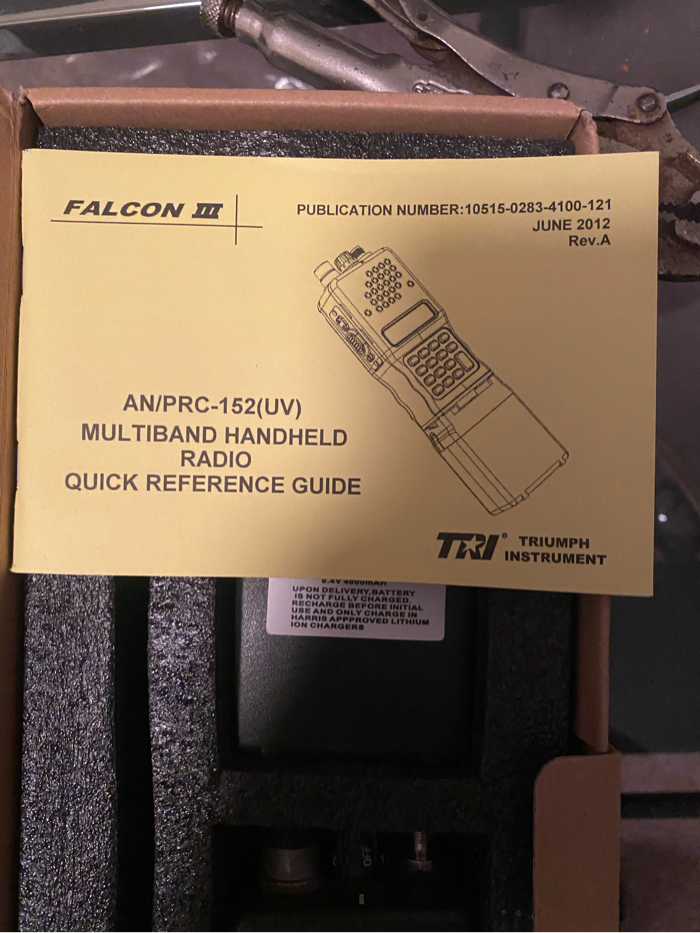 FALCON III
PUBLICATION NUMBER:10515-0283-4100-121
JUNE 2012
Rev.A
AN/PRC-152(UV)
MULTIBAND HANDHELD
RADIO
QUICK REFERENCE GUIDE
TRI® TRIUMPH
INSTRUMENT
UPON DELIVERY,BATTERY
IS NOT FULLY CHARGED.
RECHARGE BEFORE INITIAL
USE AND ONLY CHARGE IN
HARRIS APPPROVED LITHIUM
ION CHARGERS
OFF